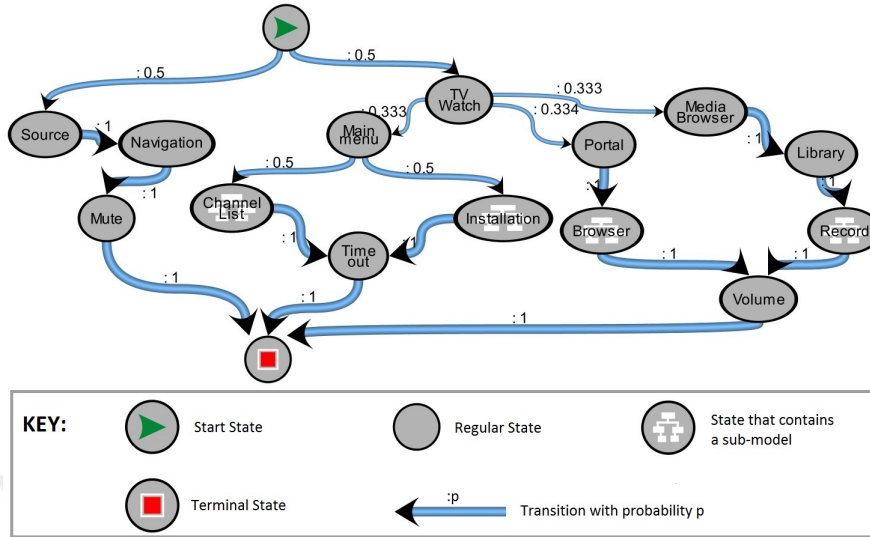 : 0.5
: 0.5
TV
Watch
: 0.333
: 0.334
: 0.333
Media
Browser
Source
: 1
Navigation
Main
menu
Portal
: 1
Library
: 1
: 0.5
: 0.5
: 1
: 1
Mute
Channel
List
Installation
Browser
Record
: 1
: 1
Time
out
: 1
: 1
: 1
: 1
Volume
: 1
KEY:
Start State
Regular State
State that contains
a sub-model
Terminal State
:p
Transition with probability p